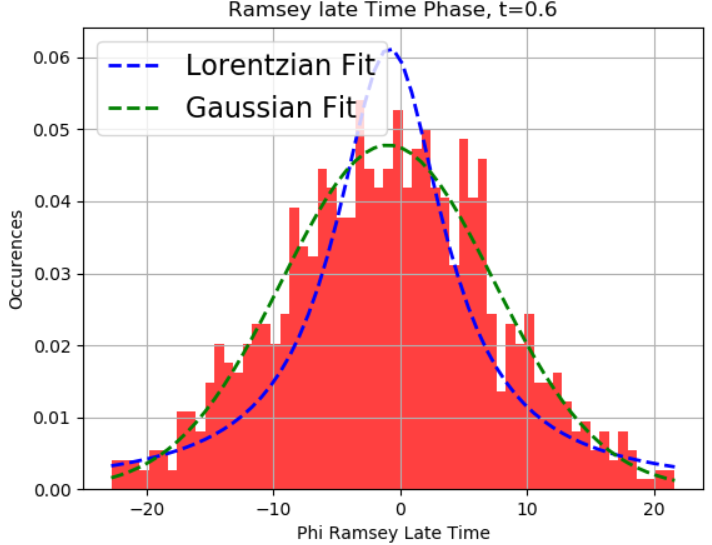 Ramsey late Time Phase, t=0.6
Lorentzian Fit
Gaussian Fit
0.06
0.05
0.04
0.03
0.02
0.01
0.00
Occurences
−20
−10
0
10
20
Phi Ramsey Late Time